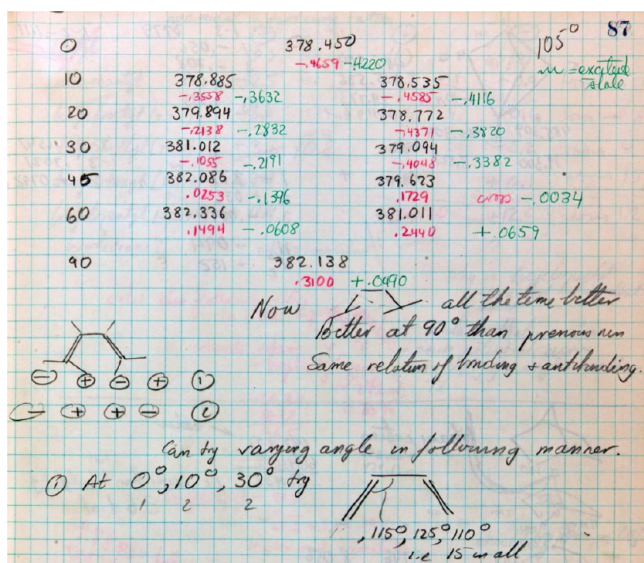 87
0 378.450 105°
-.4659 -.4220 m = excited state
10 378.885 378.535
-.3558 -.3632 -.4585 -.4116
20 379.894 378.772
-.2138 -.2832 -.4371 -.3820
30 381.012 379.094
-.1055 -.2191 -.4048 -.3382
45 382.086 379.623
.0253 -.1396 .1729 cross -.0034
60 382.336 381.011
.1494 -.0608 .2440 +.0659
90 382.138
.3100 +.0490
Now all the time better
Better at 90° than previous run
Same relation of binding + antibinding.
- + - + 1
- + + - 2
Can try varying angle in following manner.
① At 0°, 10°, 30° try
1 2 2
, 115°, 125°, 110°
i.e 15 in all